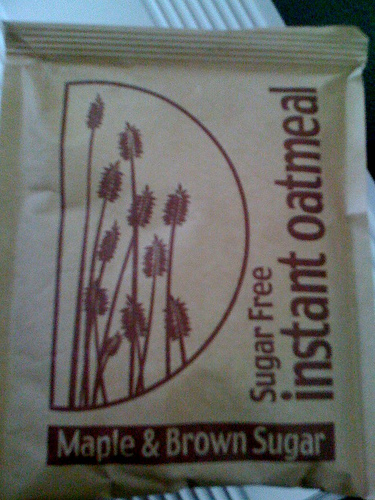 Sugar Free
instant oatmeal
Maple & Brown Sugar